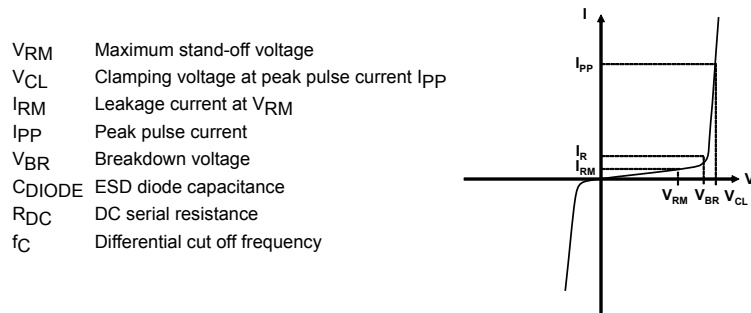 VRM Maximum stand-off voltage
VCL Clamping voltage at peak pulse current IPP
IRM Leakage current at VRM
IPP Peak pulse current
VBR Breakdown voltage
CDIODE ESD diode capacitance
RDC DC serial resistance
fC Differential cut off frequency
I
IPP
IR
IRM
V
VRM VBR VCL